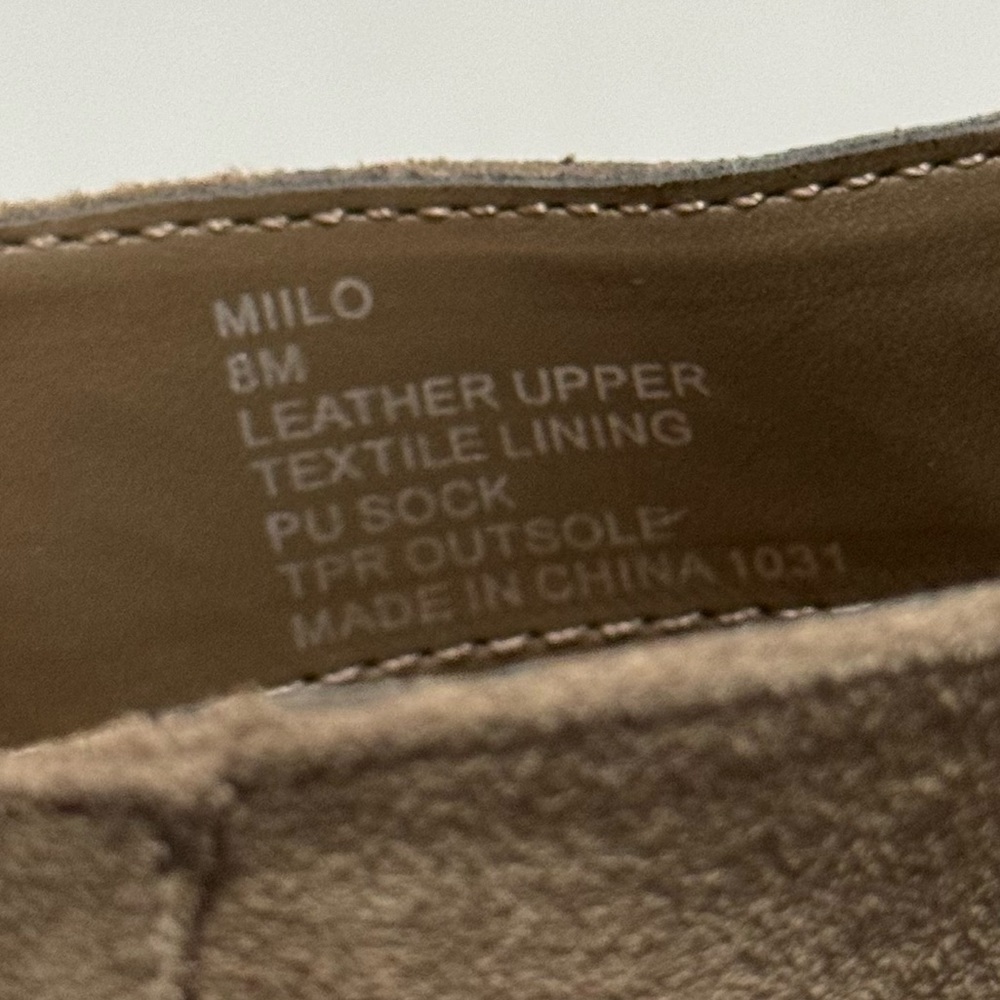 MIILO
8M
LEATHER UPPER
TEXTILE LINING
PU SOCK
TPR OUTSOLE
MADE IN CHINA 1031